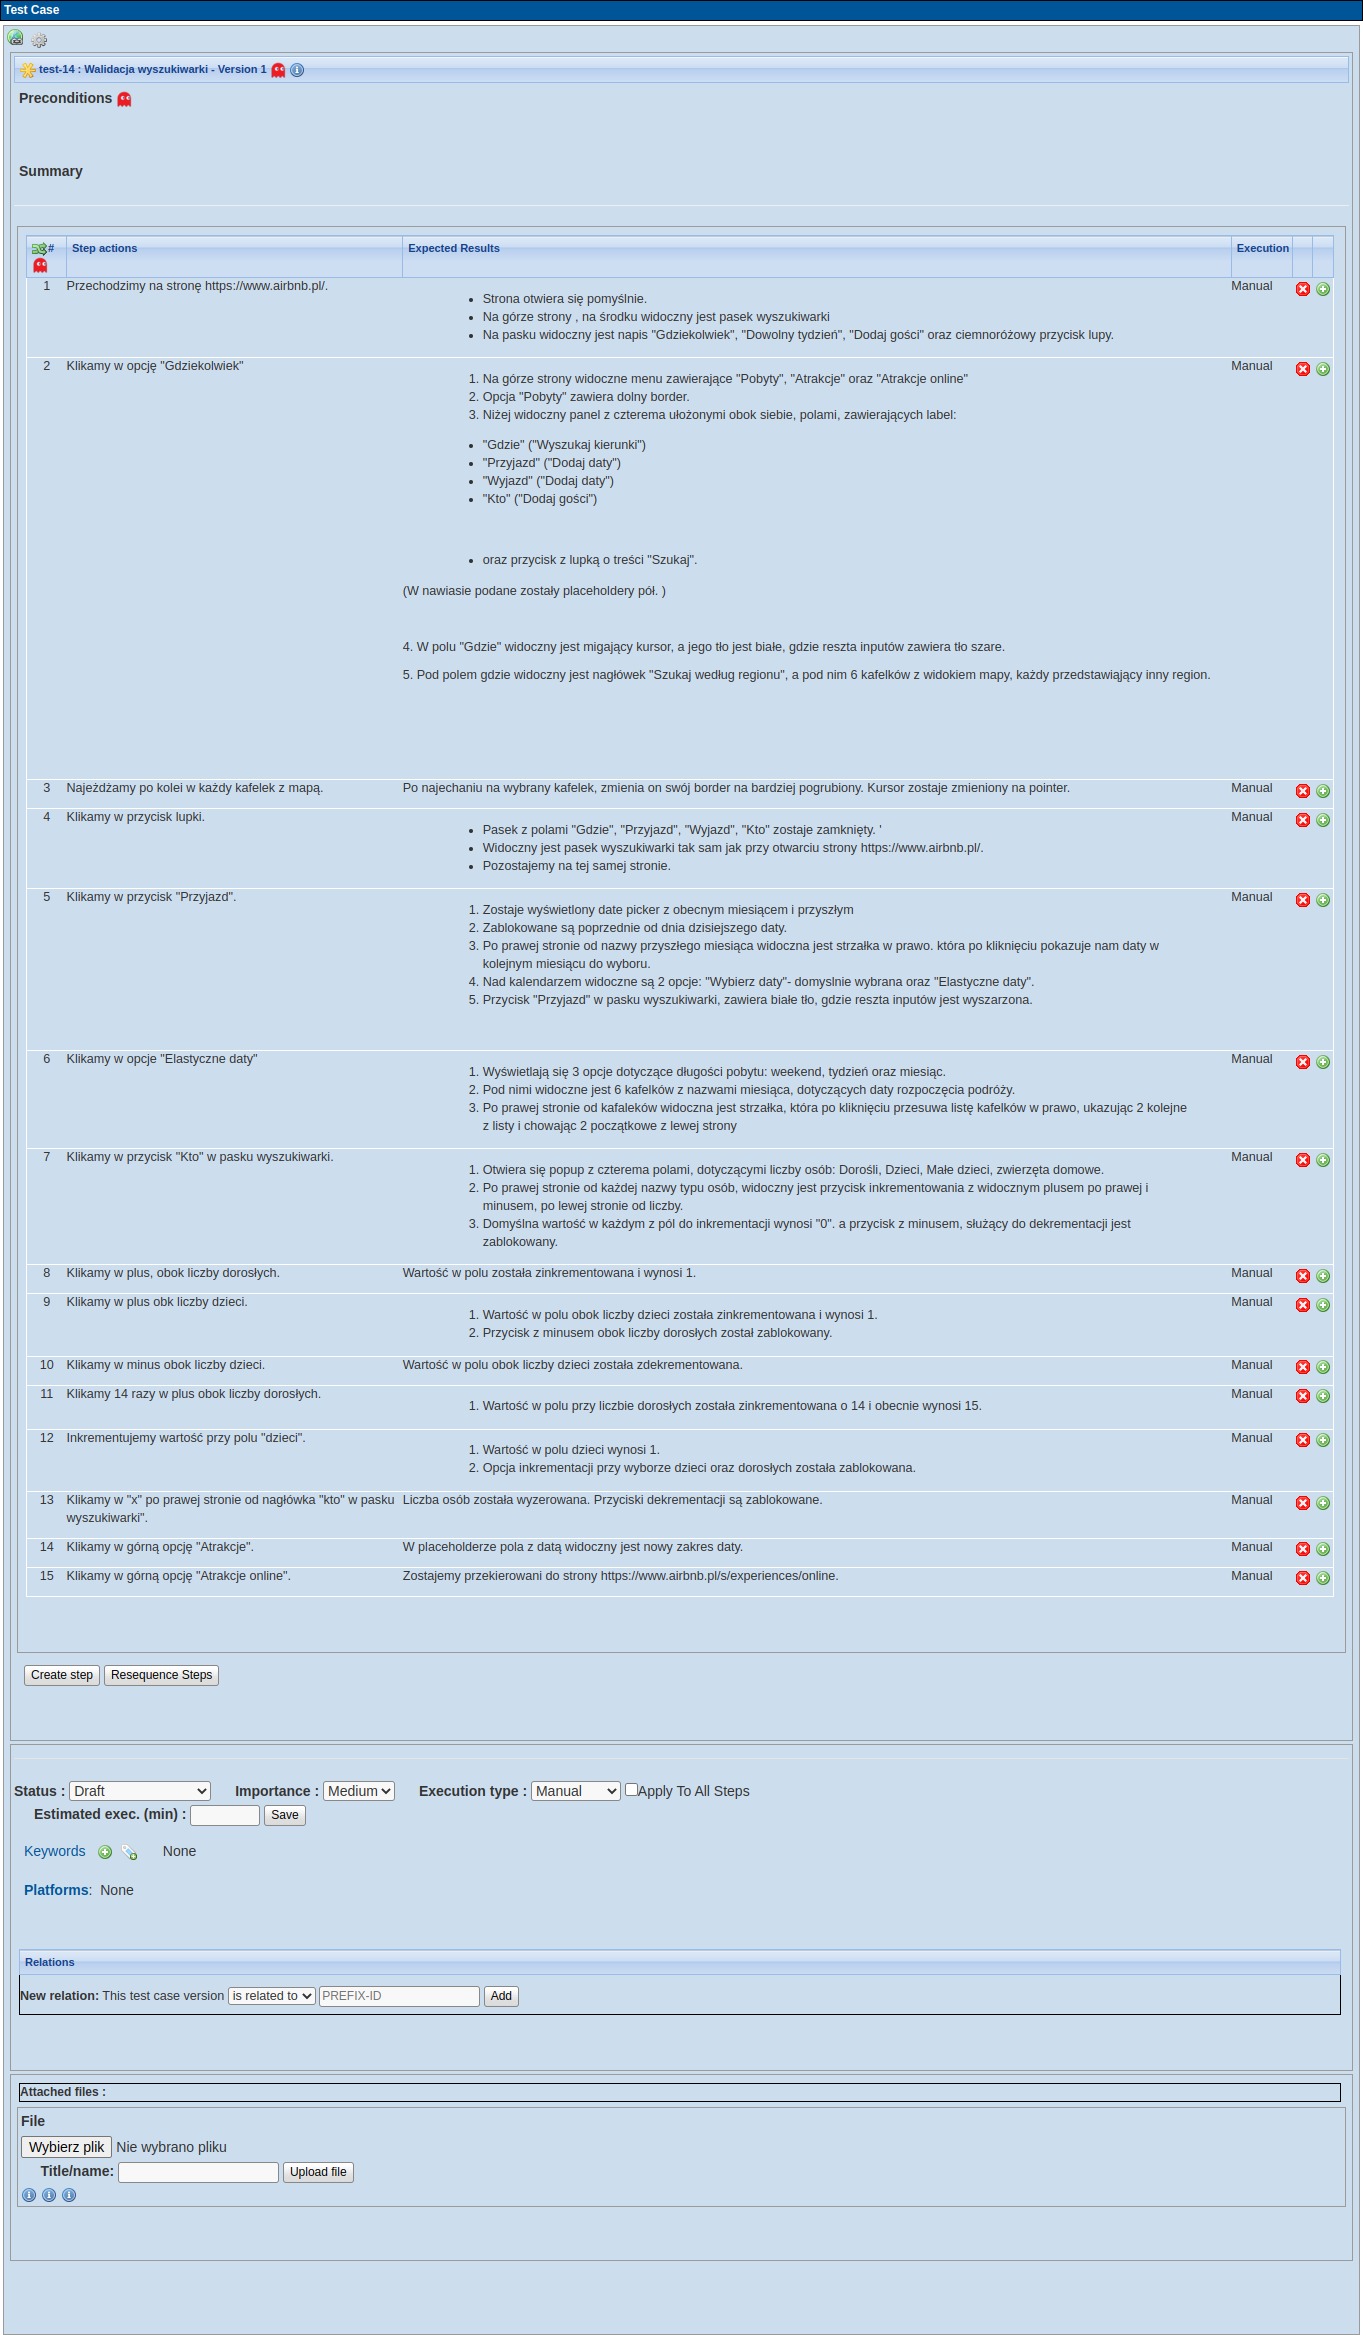 Test Case
test-14 : Walidacja wyszukiwarki - Version 1
Preconditions
Summary
# Step actions Expected Results Execution
1 Przechodzimy na stronę https://www.airbnb.pl/. Manual
• Strona otwiera się pomyślnie.
• Na górze strony , na środku widoczny jest pasek wyszukiwarki
• Na pasku widoczny jest napis "Gdziekolwiek", "Dowolny tydzień", "Dodaj gości" oraz ciemnoróżowy przycisk lupy.
2 Klikamy w opcję "Gdziekolwiek" Manual
1. Na górze strony widoczne menu zawierające "Pobyty", "Atrakcje" oraz "Atrakcje online"
2. Opcja "Pobyty" zawiera dolny border.
3. Niżej widoczny panel z czterema ułożonymi obok siebie, polami, zawierających label:
• "Gdzie" ("Wyszukaj kierunki")
• "Przyjazd" ("Dodaj daty")
• "Wyjazd" ("Dodaj daty")
• "Kto" ("Dodaj gości")
• oraz przycisk z lupką o treści "Szukaj".
(W nawiasie podane zostały placeholdery pół. )
4. W polu "Gdzie" widoczny jest migający kursor, a jego tło jest białe, gdzie reszta inputów zawiera tło szare.
5. Pod polem gdzie widoczny jest nagłówek "Szukaj według regionu", a pod nim 6 kafelków z widokiem mapy, każdy przedstawiąjący inny region.
3 Najeżdżamy po kolei w każdy kafelek z mapą. Po najechaniu na wybrany kafelek, zmienia on swój border na bardziej pogrubiony. Kursor zostaje zmieniony na pointer. Manual
4 Klikamy w przycisk lupki. Manual
• Pasek z polami "Gdzie", "Przyjazd", "Wyjazd", "Kto" zostaje zamknięty. '
• Widoczny jest pasek wyszukiwarki tak sam jak przy otwarciu strony https://www.airbnb.pl/.
• Pozostajemy na tej samej stronie.
5 Klikamy w przycisk "Przyjazd". Manual
1. Zostaje wyświetlony date picker z obecnym miesiącem i przyszłym
2. Zablokowane są poprzednie od dnia dzisiejszego daty.
3. Po prawej stronie od nazwy przyszłego miesiąca widoczna jest strzałka w prawo. która po kliknięciu pokazuje nam daty w
kolejnym miesiącu do wyboru.
4. Nad kalendarzem widoczne są 2 opcje: "Wybierz daty"- domyslnie wybrana oraz "Elastyczne daty".
5. Przycisk "Przyjazd" w pasku wyszukiwarki, zawiera białe tło, gdzie reszta inputów jest wyszarzona.
6 Klikamy w opcje "Elastyczne daty" Manual
1. Wyświetlają się 3 opcje dotyczące długości pobytu: weekend, tydzień oraz miesiąc.
2. Pod nimi widoczne jest 6 kafelków z nazwami miesiąca, dotyczących daty rozpoczęcia podróży.
3. Po prawej stronie od kafaleków widoczna jest strzałka, która po kliknięciu przesuwa listę kafelków w prawo, ukazując 2 kolejne
z listy i chowając 2 początkowe z lewej strony
7 Klikamy w przycisk "Kto" w pasku wyszukiwarki. Manual
1. Otwiera się popup z czterema polami, dotyczącymi liczby osób: Dorośli, Dzieci, Małe dzieci, zwierzęta domowe.
2. Po prawej stronie od każdej nazwy typu osób, widoczny jest przycisk inkrementowania z widocznym plusem po prawej i
minusem, po lewej stronie od liczby.
3. Domyślna wartość w każdym z pól do inkrementacji wynosi "0". a przycisk z minusem, służący do dekrementacji jest
zablokowany.
8 Klikamy w plus, obok liczby dorosłych. Wartość w polu została zinkrementowana i wynosi 1. Manual
9 Klikamy w plus obk liczby dzieci. Manual
1. Wartość w polu obok liczby dzieci została zinkrementowana i wynosi 1.
2. Przycisk z minusem obok liczby dorosłych został zablokowany.
10 Klikamy w minus obok liczby dzieci. Wartość w polu obok liczby dzieci została zdekrementowana. Manual
11 Klikamy 14 razy w plus obok liczby dorosłych. Manual
1. Wartość w polu przy liczbie dorosłych została zinkrementowana o 14 i obecnie wynosi 15.
12 Inkrementujemy wartość przy polu "dzieci". Manual
1. Wartość w polu dzieci wynosi 1.
2. Opcja inkrementacji przy wyborze dzieci oraz dorosłych została zablokowana.
13 Klikamy w "x" po prawej stronie od nagłówka "kto" w pasku Liczba osób została wyzerowana. Przyciski dekrementacji są zablokowane. Manual
wyszukiwarki".
14 Klikamy w górną opcję "Atrakcje". W placeholderze pola z datą widoczny jest nowy zakres daty. Manual
15 Klikamy w górną opcję "Atrakcje online". Zostajemy przekierowani do strony https://www.airbnb.pl/s/experiences/online. Manual
Create step Resequence Steps
Status : Draft Importance : Medium Execution type : Manual Apply To All Steps
Estimated exec. (min) : Save
Keywords None
Platforms: None
Relations
New relation: This test case version is related to PREFIX-ID Add
Attached files :
File
Wybierz plik Nie wybrano pliku
Title/name: Upload file